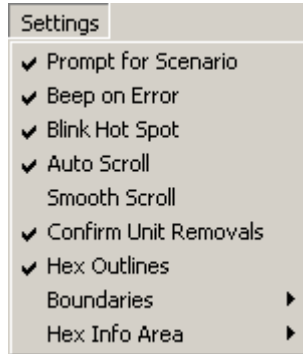 Settings
Prompt for Scenario
Beep on Error
Blink Hot Spot
Auto Scroll
Smooth Scroll
Confirm Unit Removals
Hex Outlines
Boundaries
Hex Info Area